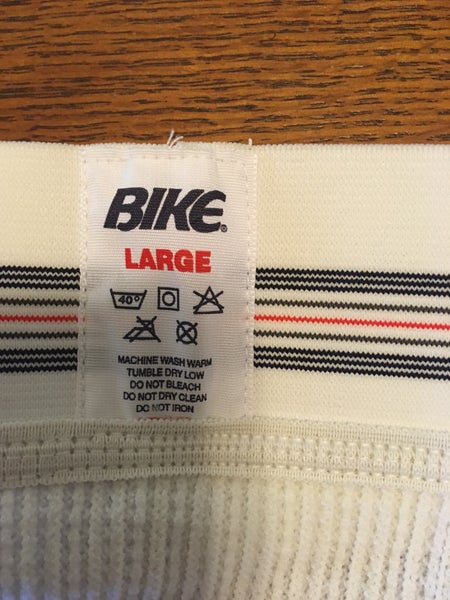 BIKE®
LARGE
40°
MACHINE WASH WARM
TUMBLE DRY LOW
DO NOT BLEACH
DO NOT DRY CLEAN
DO NOT IRON